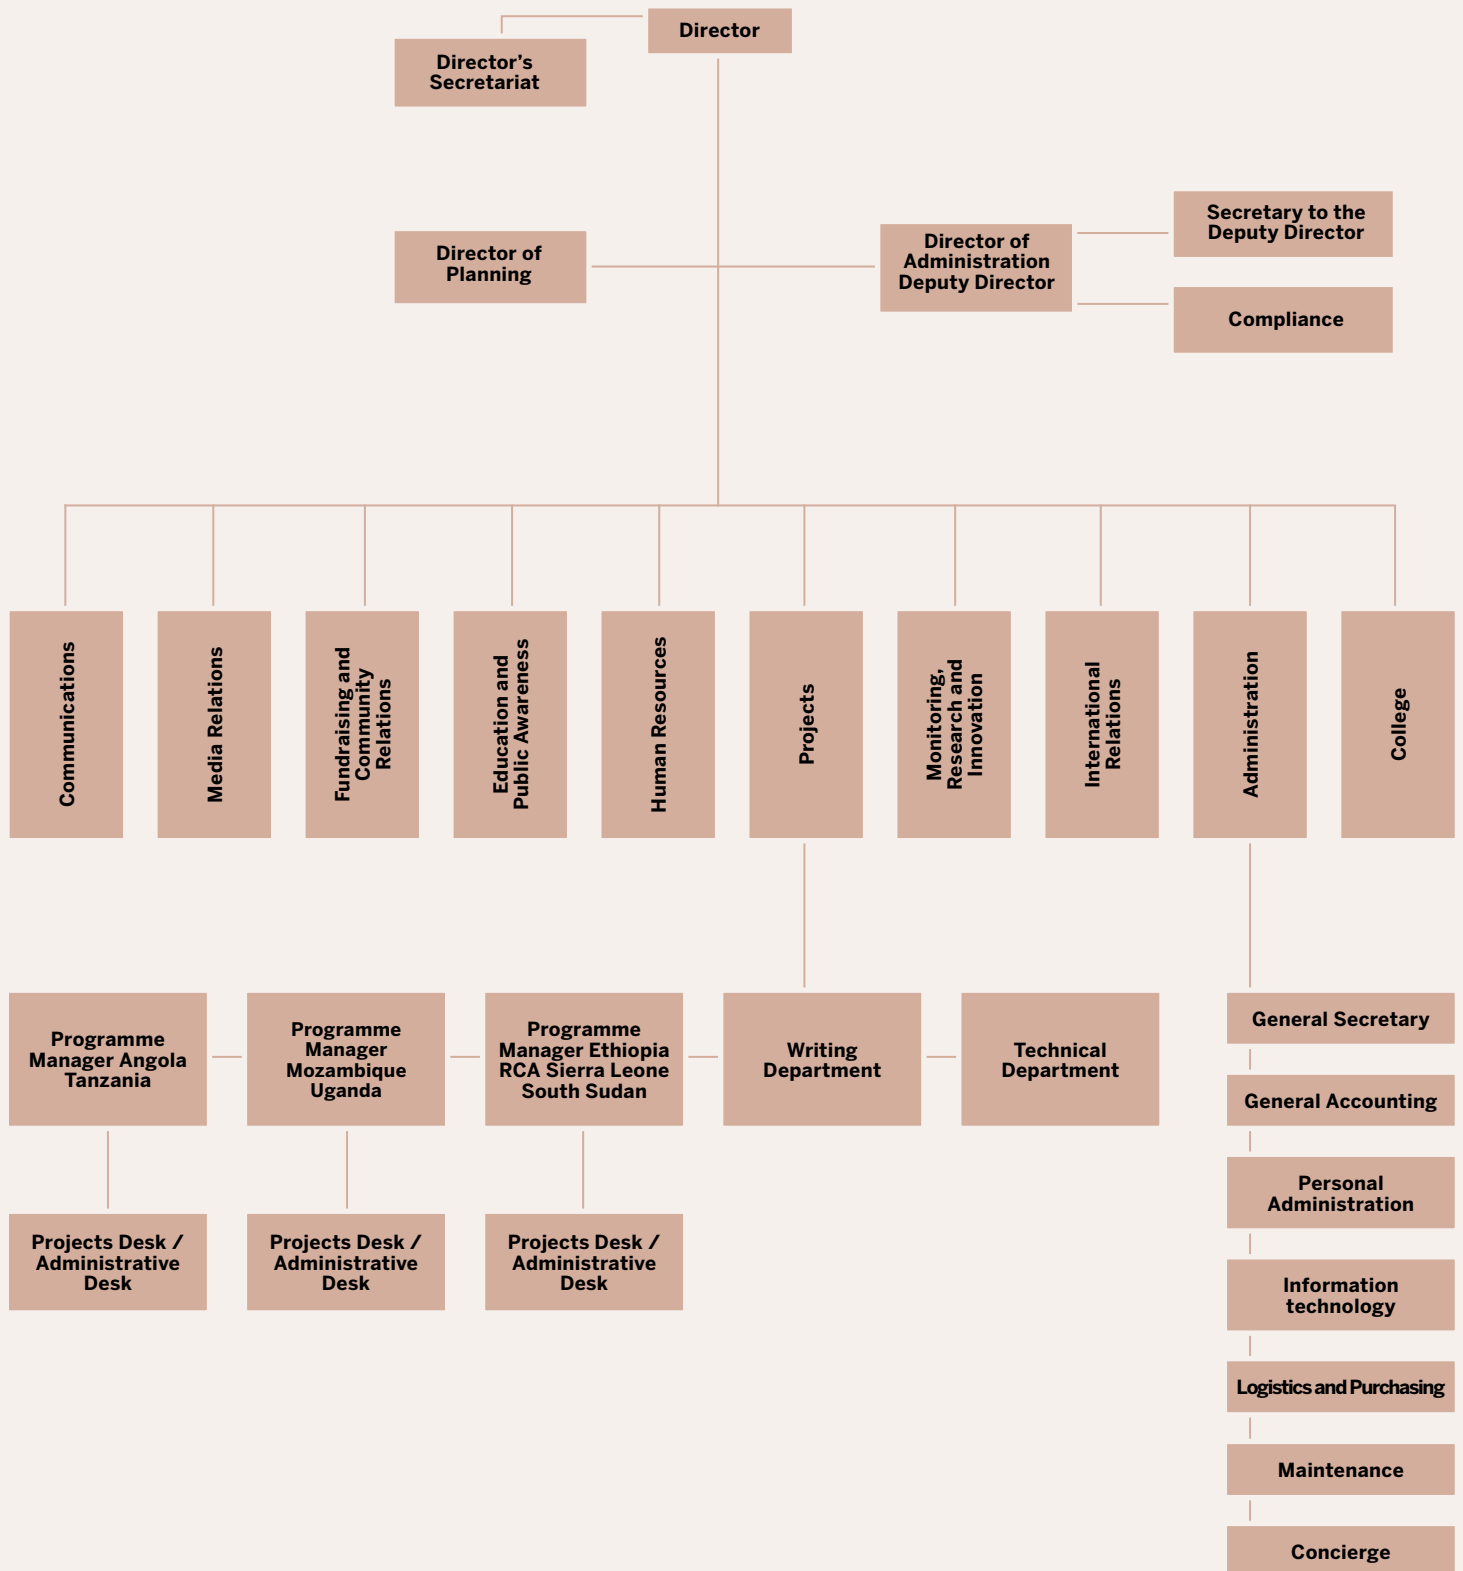 Director
Director’s
Secretariat
Director of
Planning
Director of
Administration
Deputy Director
Secretary to the
Deputy Director
Compliance
Communications
Media Relations
Fundraising and
Community
Relations
Education and
Public Awareness
Human Resources
Projects
Monitoring,
Research and
Innovation
International
Relations
Administration
College
Programme
Manager Angola
Tanzania
Programme
Manager
Mozambique
Uganda
Programme
Manager Ethiopia
RCA Sierra Leone
South Sudan
Writing
Department
Technical
Department
Projects Desk /
Administrative
Desk
Projects Desk /
Administrative
Desk
Projects Desk /
Administrative
Desk
General Secretary
General Accounting
Personal
Administration
Information
technology
Logistics and Purchasing
Maintenance
Concierge